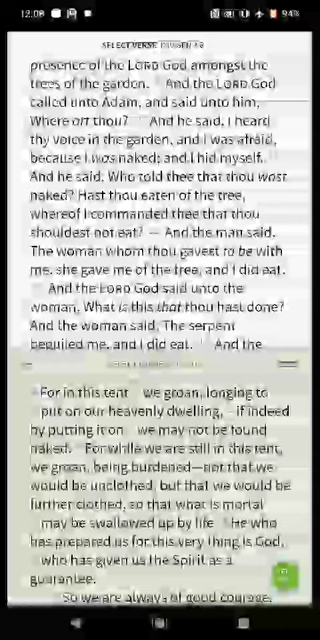 12:08
94%
SELECT VERSE
presence of the LORD God amongst the
trees of the garden. And the LORD God
called unto Adam, and said unto him,
Where art thou? And he said, I heard
thy voice in the garden, and I was afraid,
because I was naked; and I hid myself.
And he said, Who told thee that thou wast
naked? Hast thou eaten of the tree,
whereof I commanded thee that thou
shouldest not eat? And the man said,
The woman whom thou gavest to be with
me, she gave me of the tree, and I did eat.
And the LORD God said unto the
woman, What is this that thou hast done?
And the woman said, The serpent
beguiled me, and I did eat. And the
For in this tent we groan, longing to
put on our heavenly dwelling, if indeed
by putting it on we may not be found
naked. For while we are still in this tent,
we groan, being burdened—not that we
would be unclothed, but that we would be
further clothed, so that what is mortal
may be swallowed up by life. He who
has prepared us for this very thing is God,
who has given us the Spirit as a
guarantee.
So we are always of good courage.